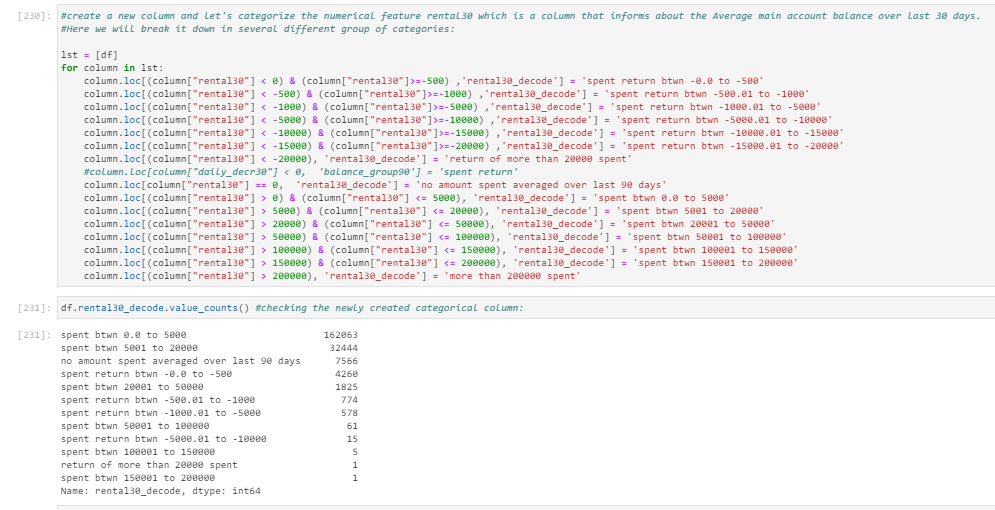 [230]: #create a new column and Let's categorize the numerical feature rental30 which is a column that informs about the Average main account balance over last 30 days.
#Here we will break it down in several different group of categories:
lst = [df]
for column in lst:
column.loc[(column["rental30"] < 0) & (column["rental30"]>=-500) ,'rental30_decode'] = 'spent return btwn -0.0 to -500'
column.loc[(column["rental30"] < -500) & (column["rental30"]>=-1000) ,'rental30_decode'] = 'spent return btwn -500.01 to -1000'
column.loc[(column["rental30"] < -1000) & (column["rental30"]>=-5000) ,'rental30_decode'] = 'spent return btwn -1000.01 to -5000'
column.loc[(column["rental30"] < -5000) & (column["rental30"]>=-10000) ,'rental30_decode'] = 'spent return btwn -5000.01 to -10000'
column.loc[(column["rental30"] < -10000) & (column["rental30"]>=-15000) ,'rental30_decode'] = 'spent return btwn -10000.01 to -15000'
column.loc[(column["rental30"] < -15000) & (column["rental30"]>=-20000) ,'rental30_decode'] = 'spent return btwn -15000.01 to -20000'
column.loc[(column["rental30"] < -20000), 'rental30_decode'] = 'return of more than 20000 spent'
#column.loc[column["daily_decr30"] < 0, 'balance_group90'] = 'spent return'
column.loc[column["rental30"] == 0, 'rental30_decode'] = 'no amount spent averaged over last 90 days'
column.loc[(column["rental30"] > 0) & (column["rental30"] <= 5000), 'rental30_decode'] = 'spent btwn 0.0 to 5000'
column.loc[(column["rental30"] > 5000) & (column["rental30"] <= 20000), 'rental30_decode'] = 'spent btwn 5001 to 20000'
column.loc[(column["rental30"] > 20000) & (column["rental30"] <= 50000), 'rental30_decode'] = 'spent btwn 20001 to 50000'
column.loc[(column["rental30"] > 50000) & (column["rental30"] <= 100000), 'rental30_decode'] = 'spent btwn 50001 to 100000'
column.loc[(column["rental30"] > 100000) & (column["rental30"] <= 150000), 'rental30_decode'] = 'spent btwn 100001 to 150000'
column.loc[(column["rental30"] > 150000) & (column["rental30"] <= 200000), 'rental30_decode'] = 'spent btwn 150001 to 200000'
column.loc[(column["rental30"] > 200000), 'rental30_decode'] = 'more than 200000 spent'
[231]: df.rental30_decode.value_counts() #checking the newly created categorical column:
[231]: spent btwn 0.0 to 5000 162063
spent btwn 5001 to 20000 32444
no amount spent averaged over last 90 days 7566
spent return btwn -0.0 to -500 4260
spent btwn 20001 to 50000 1825
spent return btwn -500.01 to -1000 774
spent return btwn -1000.01 to -5000 578
spent btwn 50001 to 100000 61
spent return btwn -5000.01 to -10000 15
spent btwn 100001 to 150000 5
return of more than 20000 spent 1
spent btwn 150001 to 200000 1
Name: rental30_decode, dtype: int64